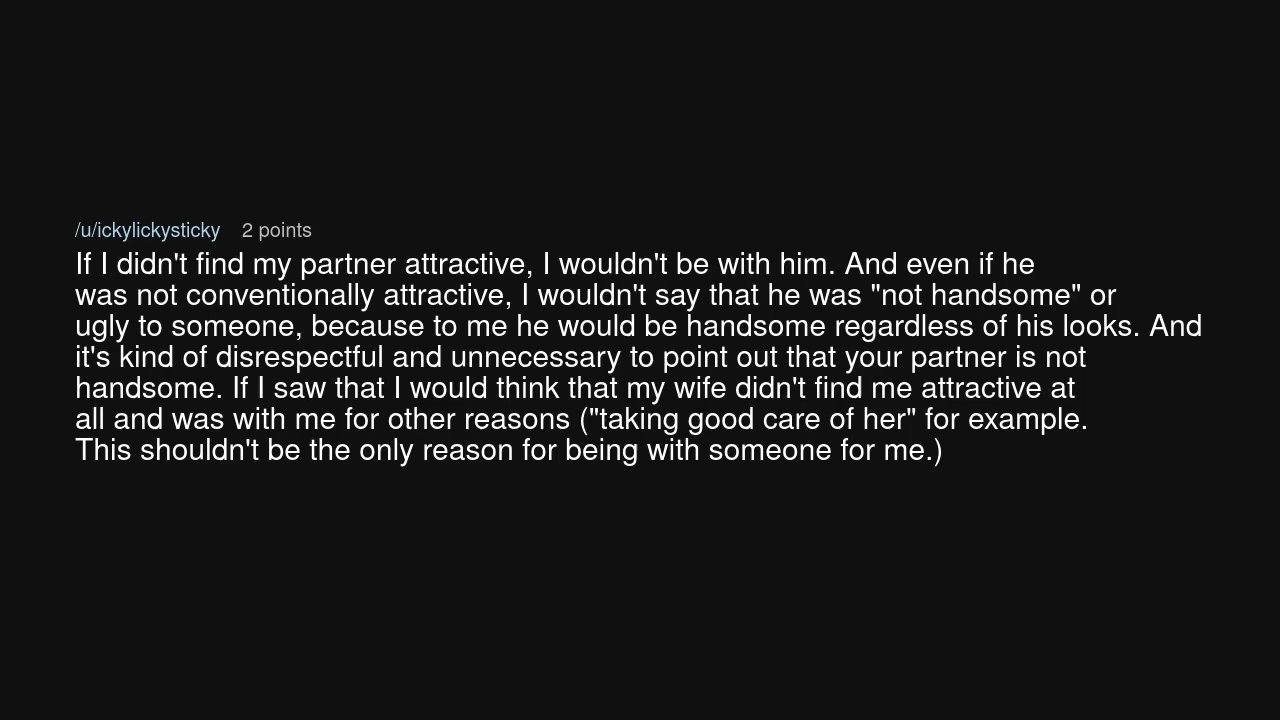 /u/ickylickysticky 2 points
If I didn't find my partner attractive, I wouldn't be with him. And even if he
was not conventionally attractive, I wouldn't say that he was "not handsome" or
ugly to someone, because to me he would be handsome regardless of his looks. And
it's kind of disrespectful and unnecessary to point out that your partner is not
handsome. If I saw that I would think that my wife didn't find me attractive at
all and was with me for other reasons ("taking good care of her" for example.
This shouldn't be the only reason for being with someone for me.)